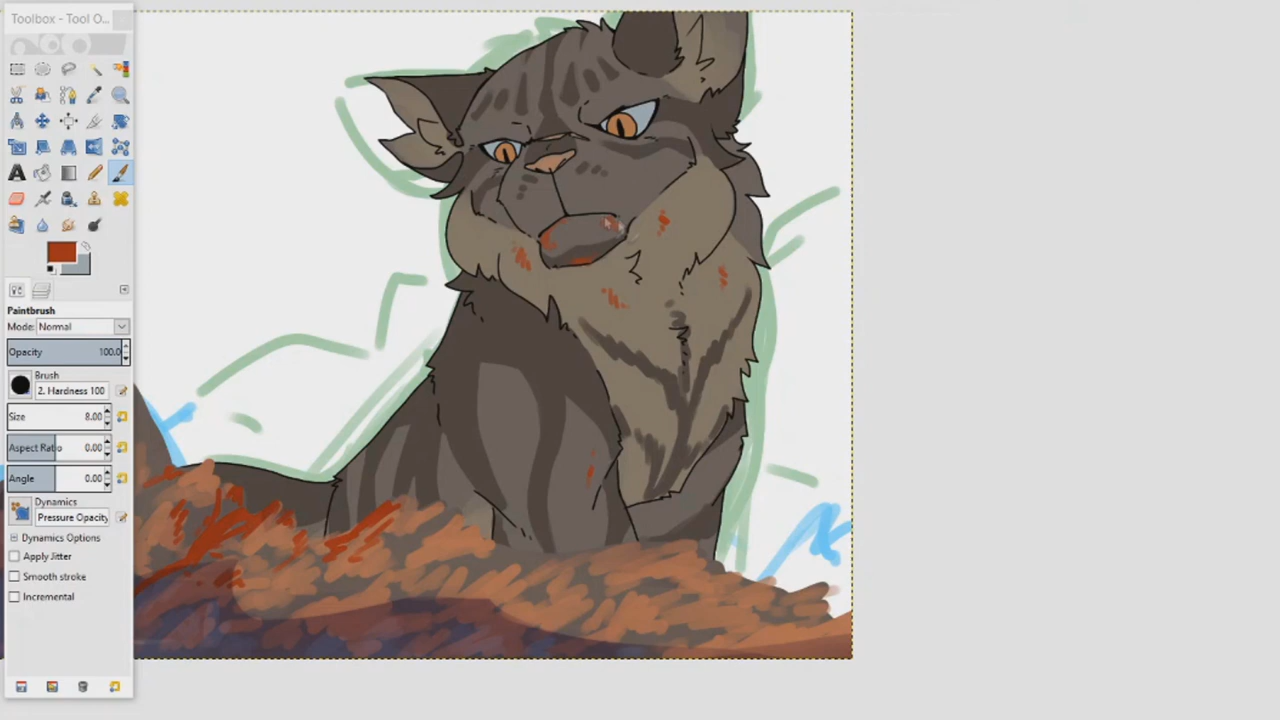 Toolbox - Tool O...
Paintbrush
Mode: Normal
Opacity 100.0
Brush
2. Hardness 100
Size 8.00
Aspect Ratio 0.00
Angle 0.00
Dynamics
Pressure Opacity
Dynamics Options
Apply Jitter
Smooth stroke
Incremental